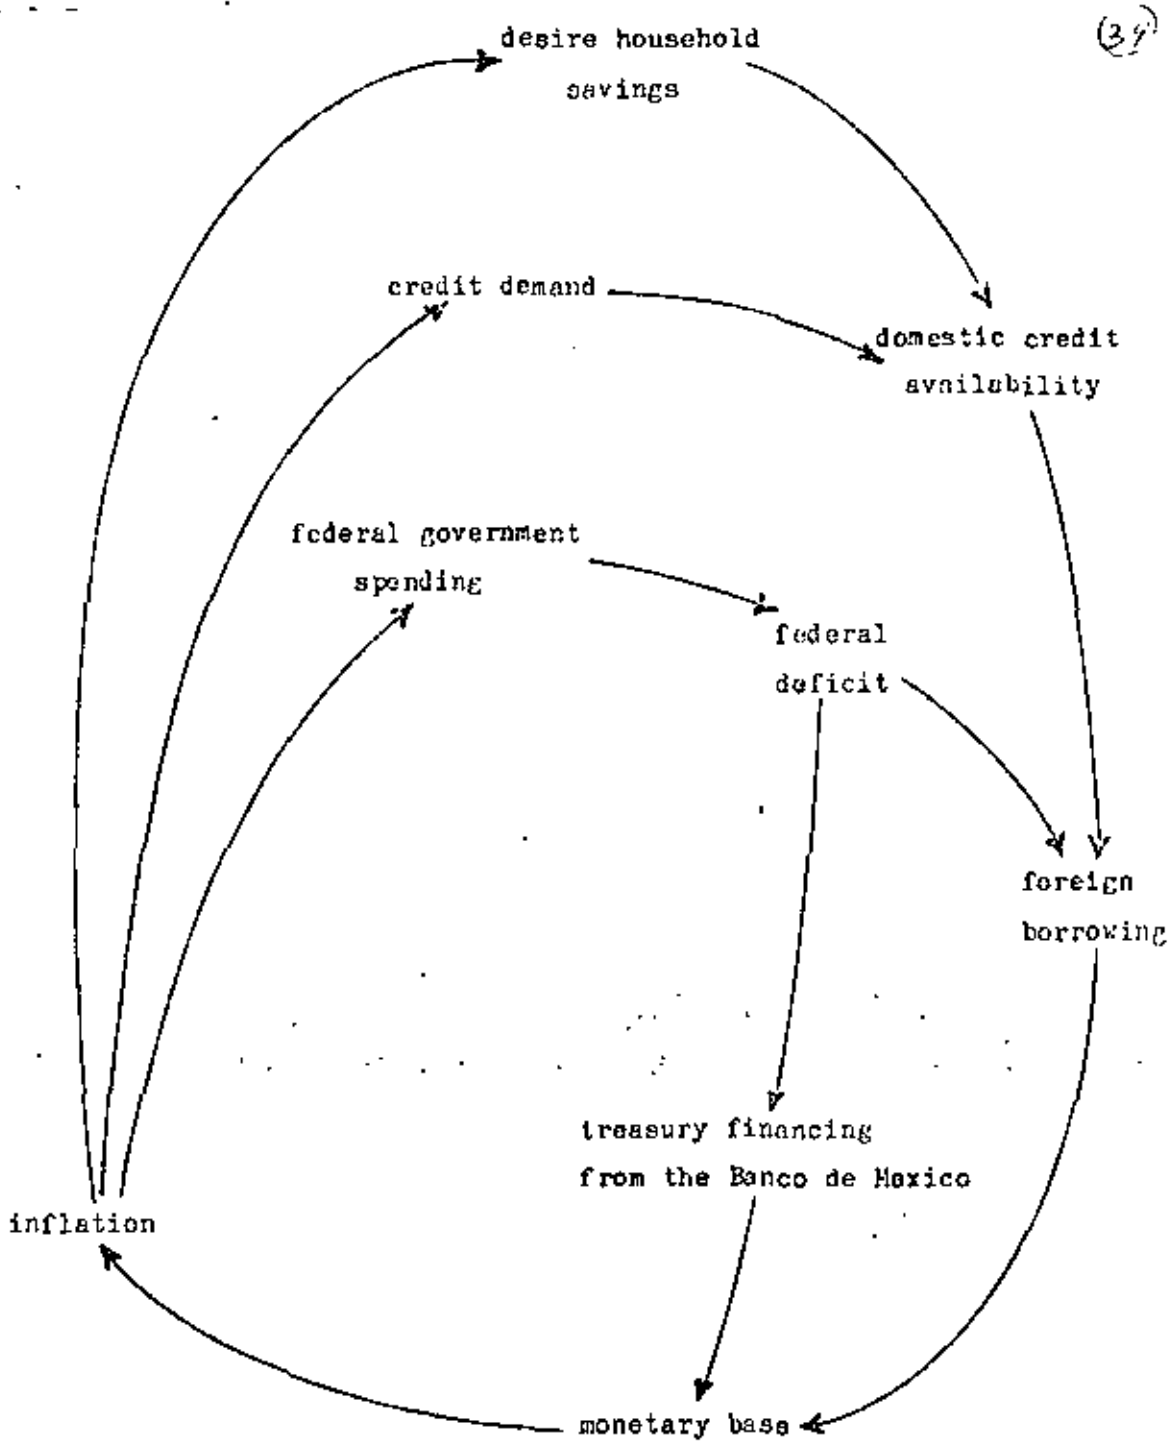 (34)
desire household
savings
credit demand
domestic credit
availability
federal government
spending
federal
deficit
foreign
borrowing
treasury financing
from the Banco de Mexico
inflation
monetary base